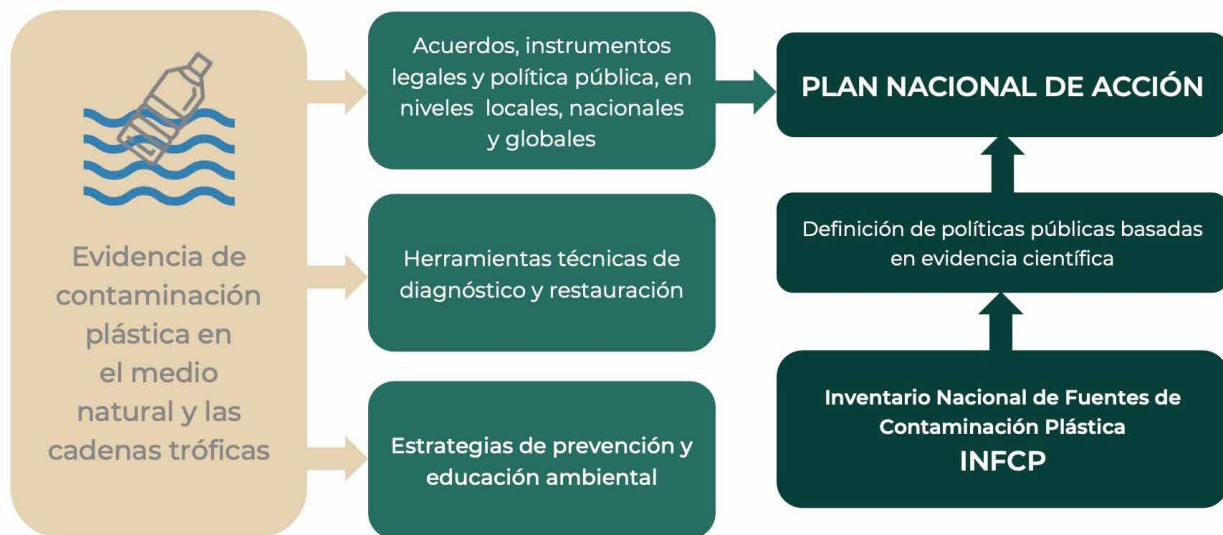 Evidencia de
contaminación
plástica en
el medio
natural y las
cadenas tróficas
Acuerdos, instrumentos
legales y política pública, en
niveles locales, nacionales
y globales
Herramientas técnicas de
diagnóstico y restauración
Estrategias de prevención y
educación ambiental
PLAN NACIONAL DE ACCIÓN
Definición de políticas públicas basadas
en evidencia científica
Inventario Nacional de Fuentes de
Contaminación Plástica
INFCP